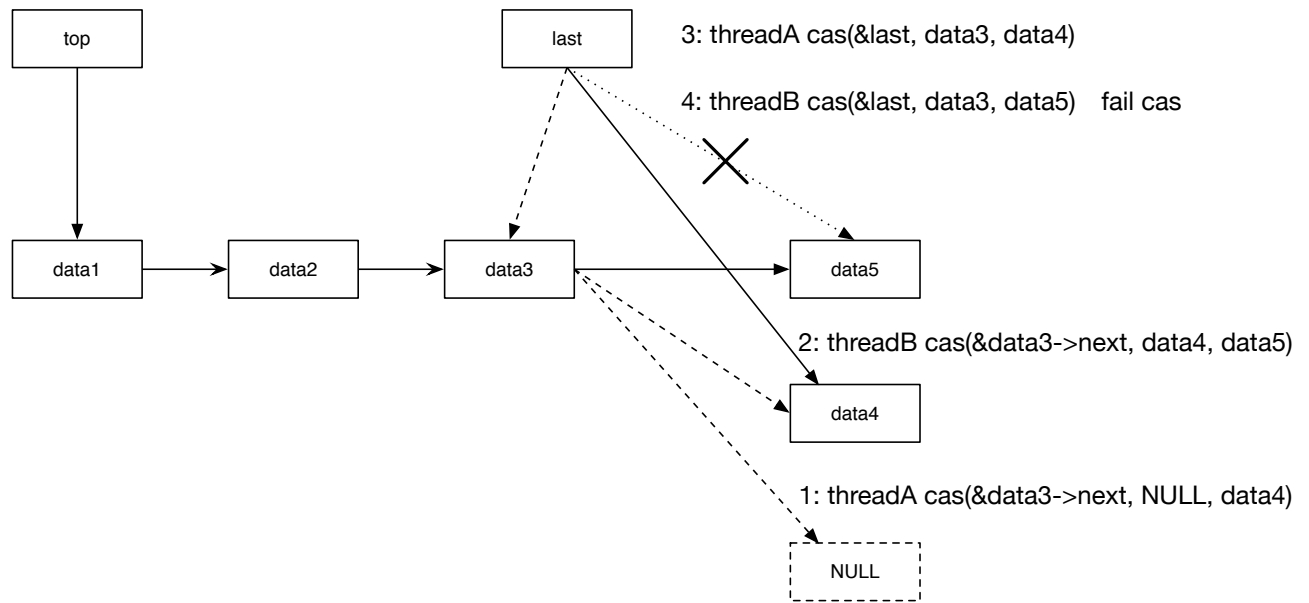 top
last
3: threadA cas(&last, data3, data4)
4: threadB cas(&last, data3, data5) fail cas
data1
data2
data3
data5
2: threadB cas(&data3->next, data4, data5)
data4
1: threadA cas(&data3->next, NULL, data4)
NULL